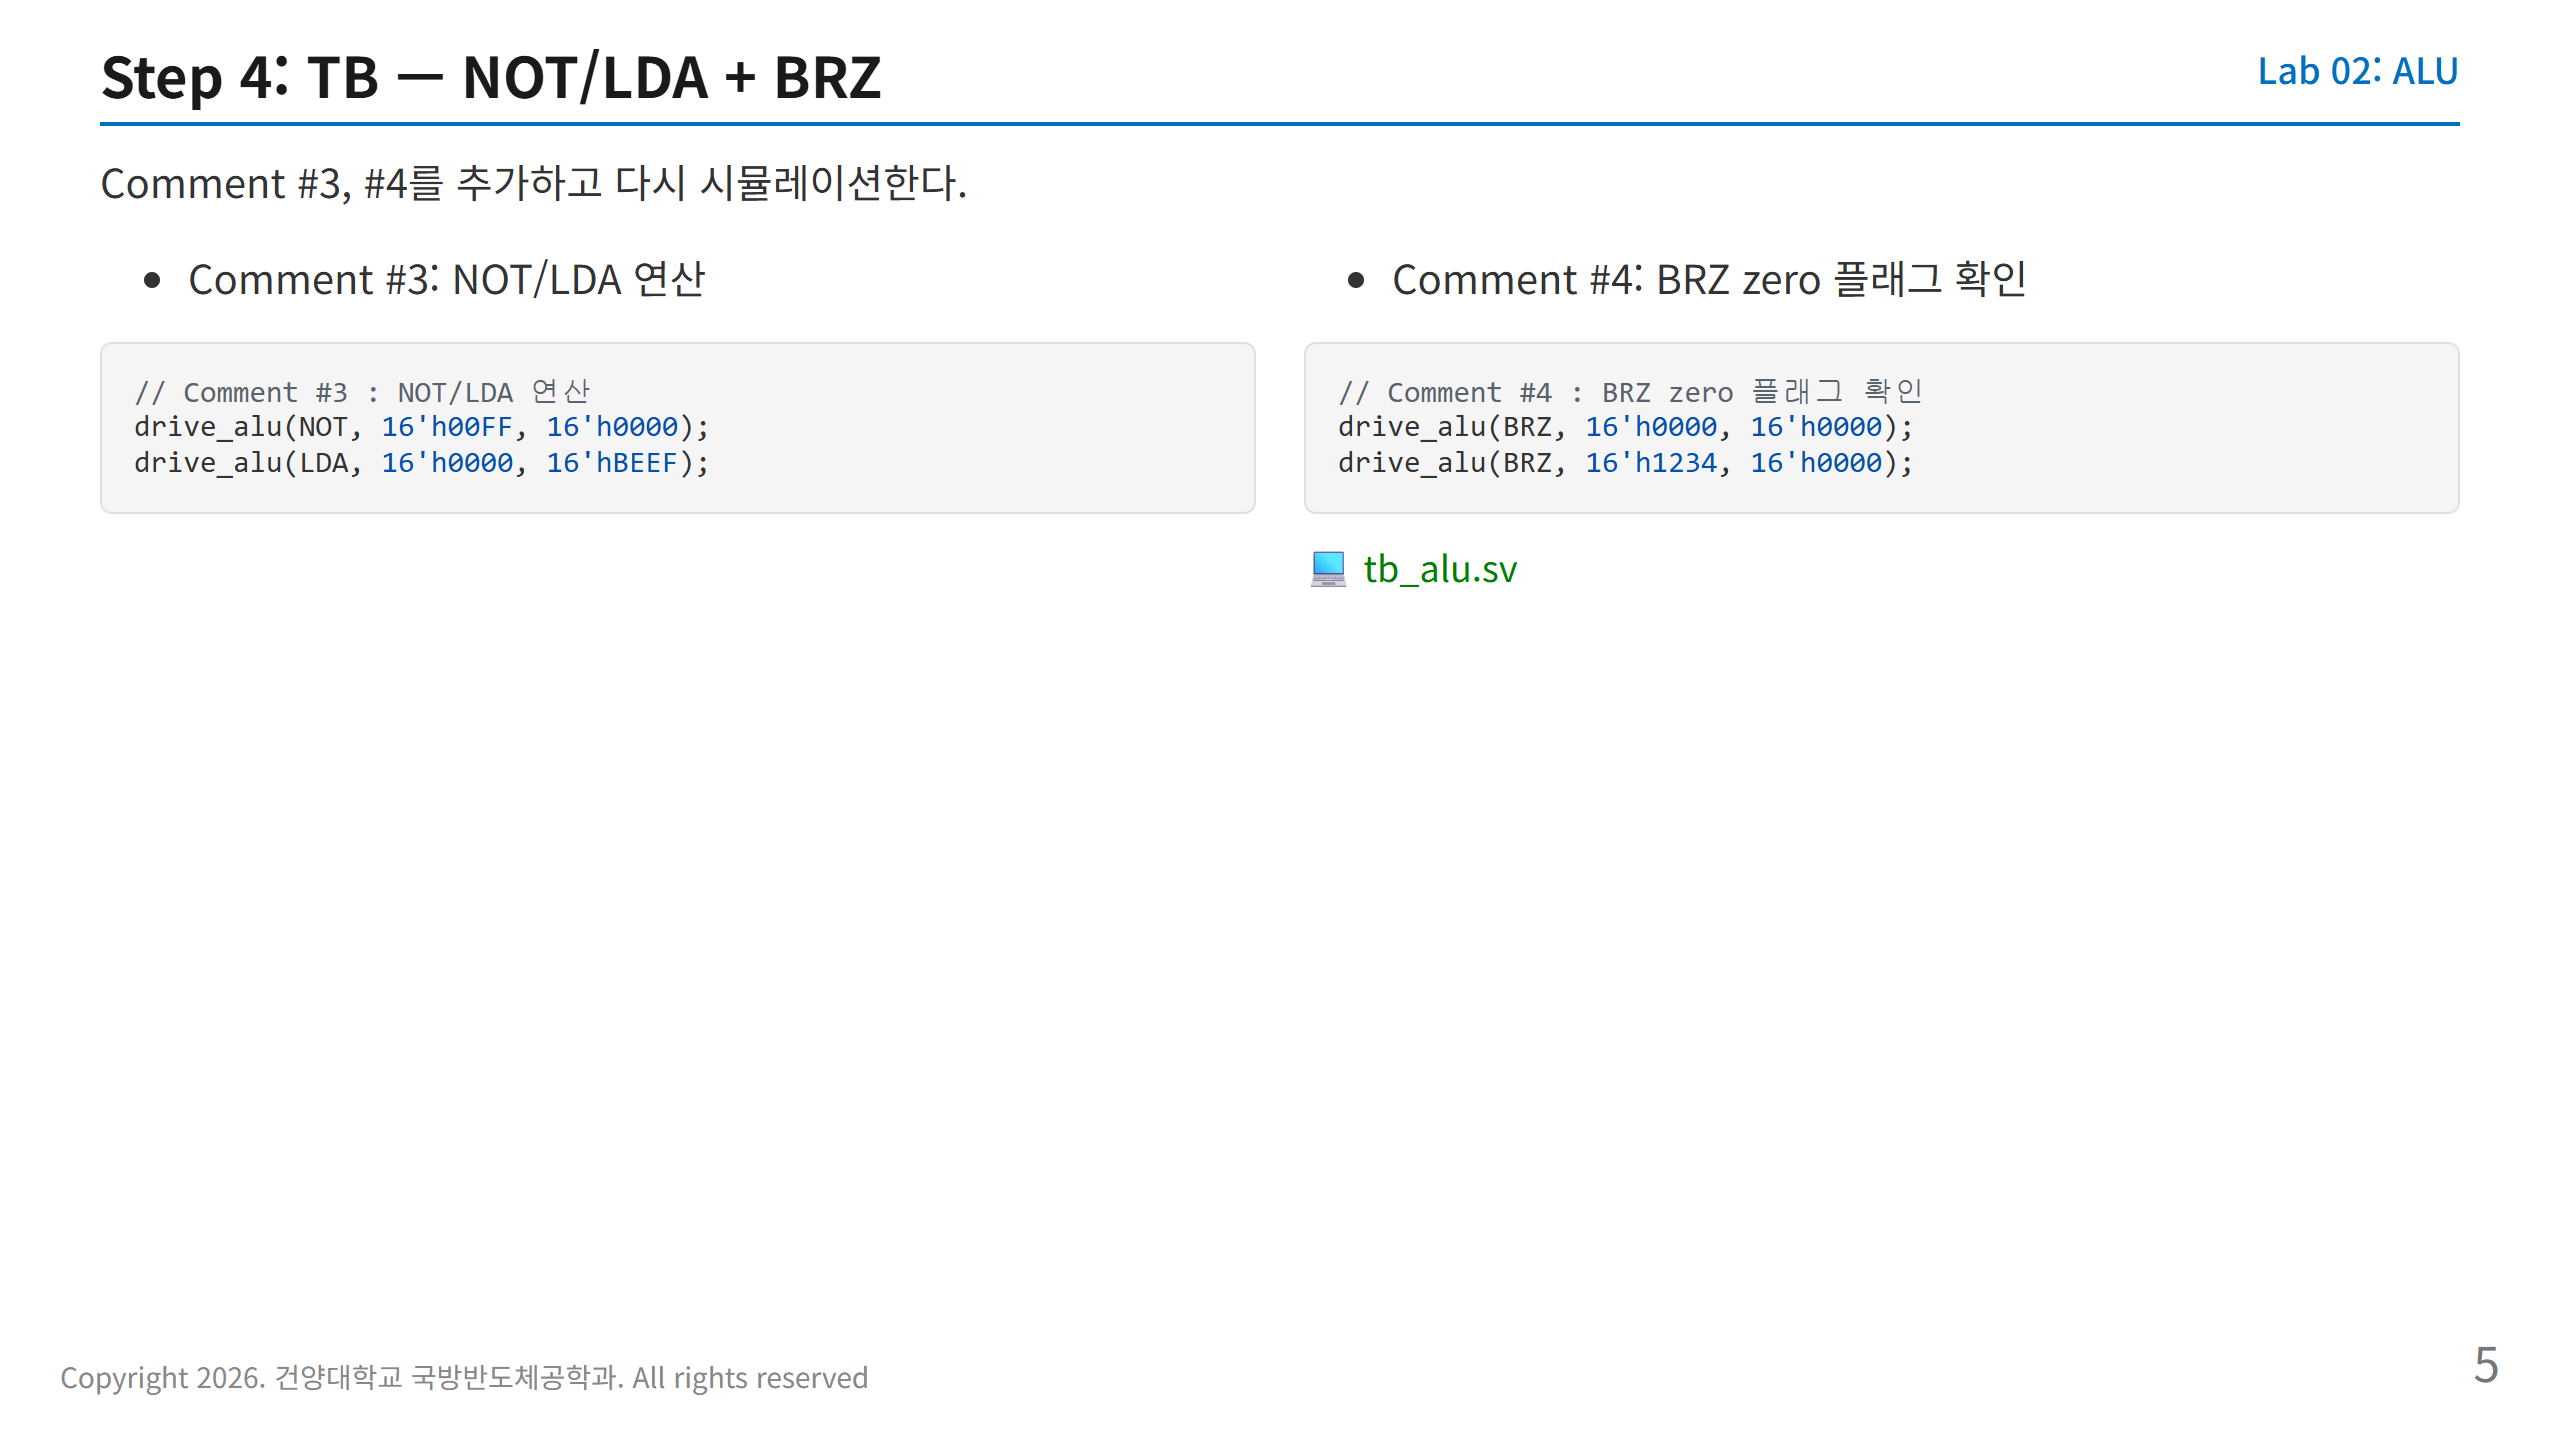 Step 4: TB — NOT/LDA + BRZ
Lab 02: ALU
Comment #3, #4를 추가하고 다시 시뮬레이션한다.
• Comment #3: NOT/LDA 연산
// Comment #3 : NOT/LDA 연산
drive_alu(NOT, 16'h00FF, 16'h0000);
drive_alu(LDA, 16'h0000, 16'hBEEF);
• Comment #4: BRZ zero 플래그 확인
// Comment #4 : BRZ zero 플래그 확인
drive_alu(BRZ, 16'h0000, 16'h0000);
drive_alu(BRZ, 16'h1234, 16'h0000);
💻 tb_alu.sv
Copyright 2026. 건양대학교 국방반도체공학과. All rights reserved
5